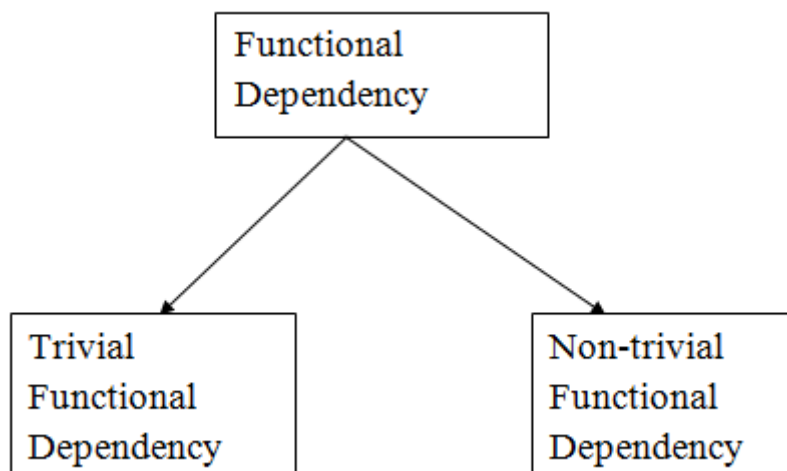 Functional
Dependency
Trivial
Functional
Dependency
Non-trivial
Functional
Dependency